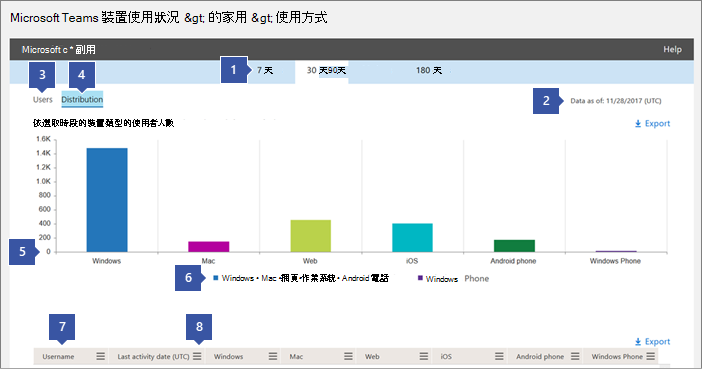 Microsoft Teams 裝置使用狀況 &gt; 的家用 &gt; 使用方式
Microsoft c * 副用 Help
1 7 天 30 天90天 180 天
3 4
Users Distribution
2 Data as of: 11/28/2017 (UTC)
依選取時段的裝置類型的使用者人數
Export
1.6K
1.4K
1.2K
1.0K
800
600
400
200
5 0
Windows Mac Web iOS Android phone Windows Phone
6 Windows • Mac •網頁•作業系統• Android 電話 Windows Phone
7 8
Export
Username Last activity date (UTC) Windows Mac Web iOS Android phone Windows Phone